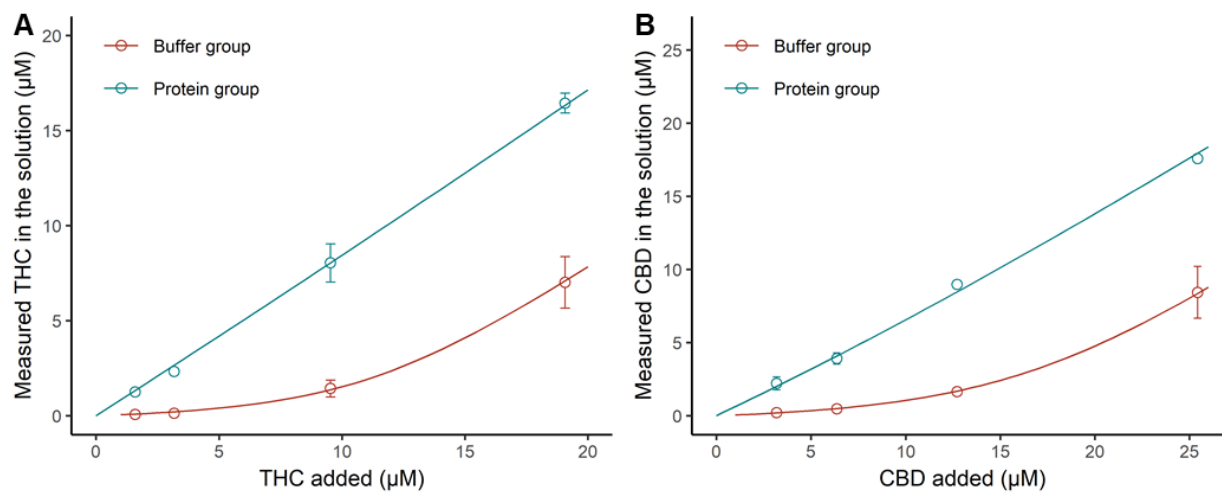 A
Measured THC in the solution (µM)
20
15
10
5
0
Buffer group
Protein group
0 5 10 15 20
THC added (µM)
B
Measured CBD in the solution (µM)
25
20
15
10
5
0
Buffer group
Protein group
0 5 10 15 20 25
CBD added (µM)